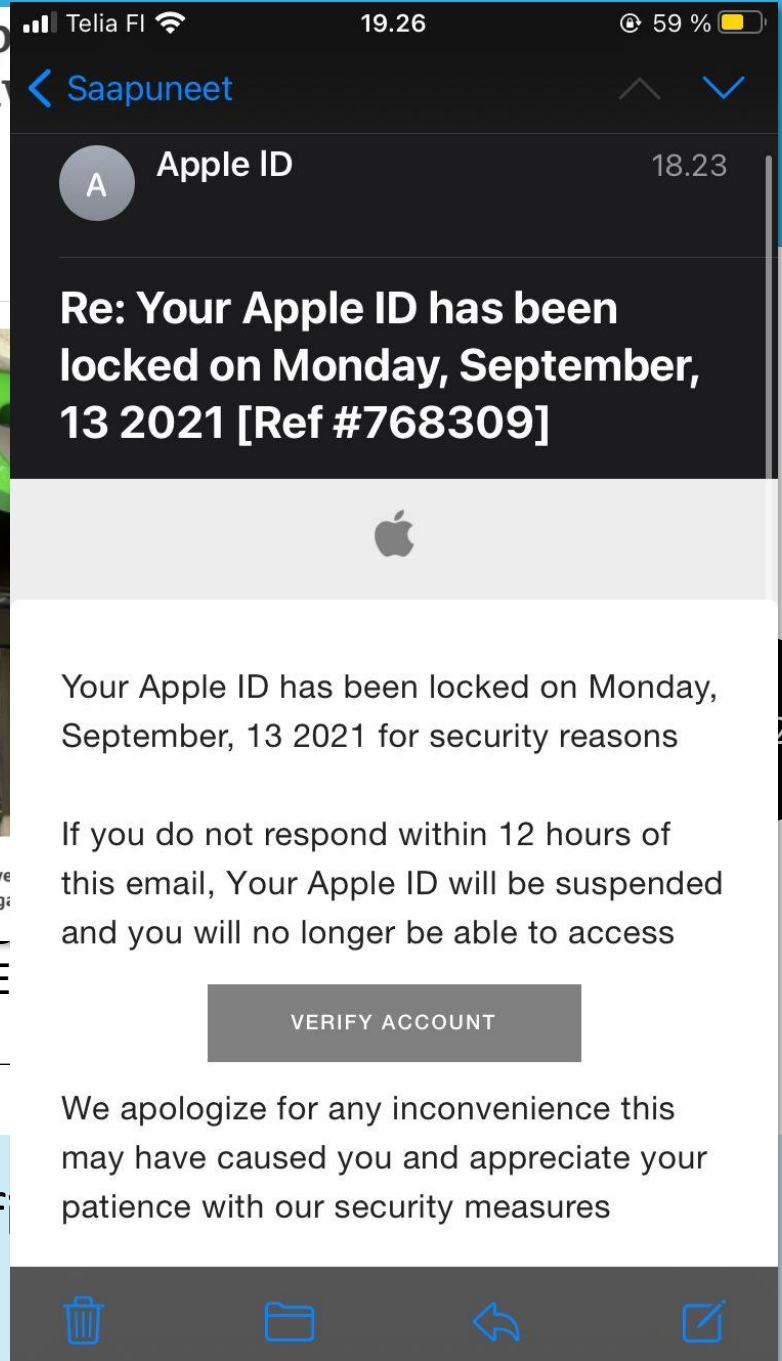 Telia FI 19.26 59 %
Saapuneet
A Apple ID 18.23
Re: Your Apple ID has been
locked on Monday, September,
13 2021 [Ref #768309]
Your Apple ID has been locked on Monday,
September, 13 2021 for security reasons
If you do not respond within 12 hours of
this email, Your Apple ID will be suspended
and you will no longer be able to access
VERIFY ACCOUNT
We apologize for any inconvenience this
may have caused you and appreciate your
patience with our security measures